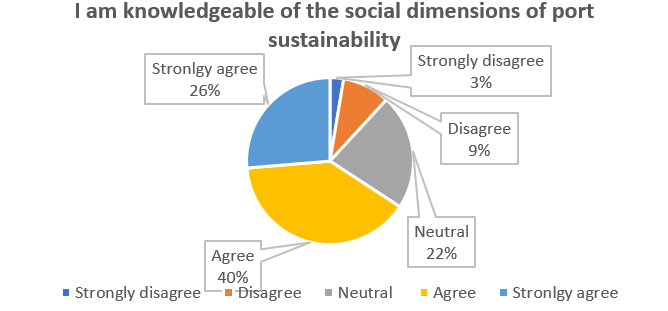 I am knowledgeable of the social dimensions of port
sustainability
Stronlgy agree
26%
Strongly disagree
3%
Disagree
9%
Neutral
22%
Agree
40%
Strongly disagree
Disagree
Neutral
Agree
Stronlgy agree